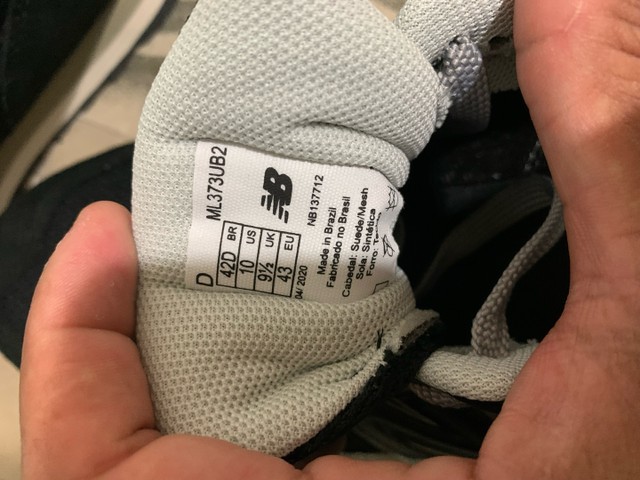 ML373UB2
NB
D
42D BR
10 US
9½ UK
43 EU
04/ 2020
NB137712
Made in Brazil
Fabricado no Brasil
Cabedal: Suede/Mesh
Sola: Sintética
Forro: